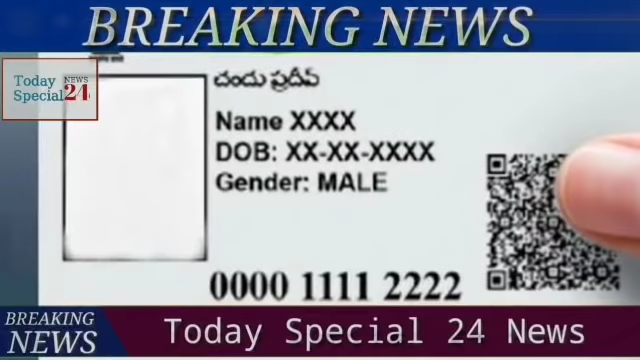 BREAKING NEWS
Today NEWS
Special 24
చందు ప్రదీప్
Name XXXX
DOB: XX-XX-XXXX
Gender: MALE
0000 1111 2222
BREAKING
NEWS
Today Special 24 News